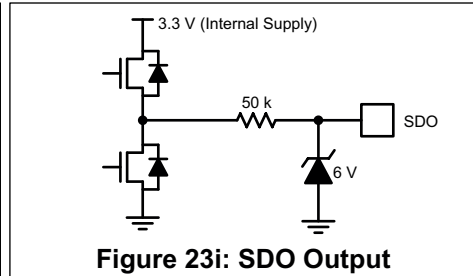 3.3 V (Internal Supply)
50 k
SDO
6 V
Figure 23i: SDO Output